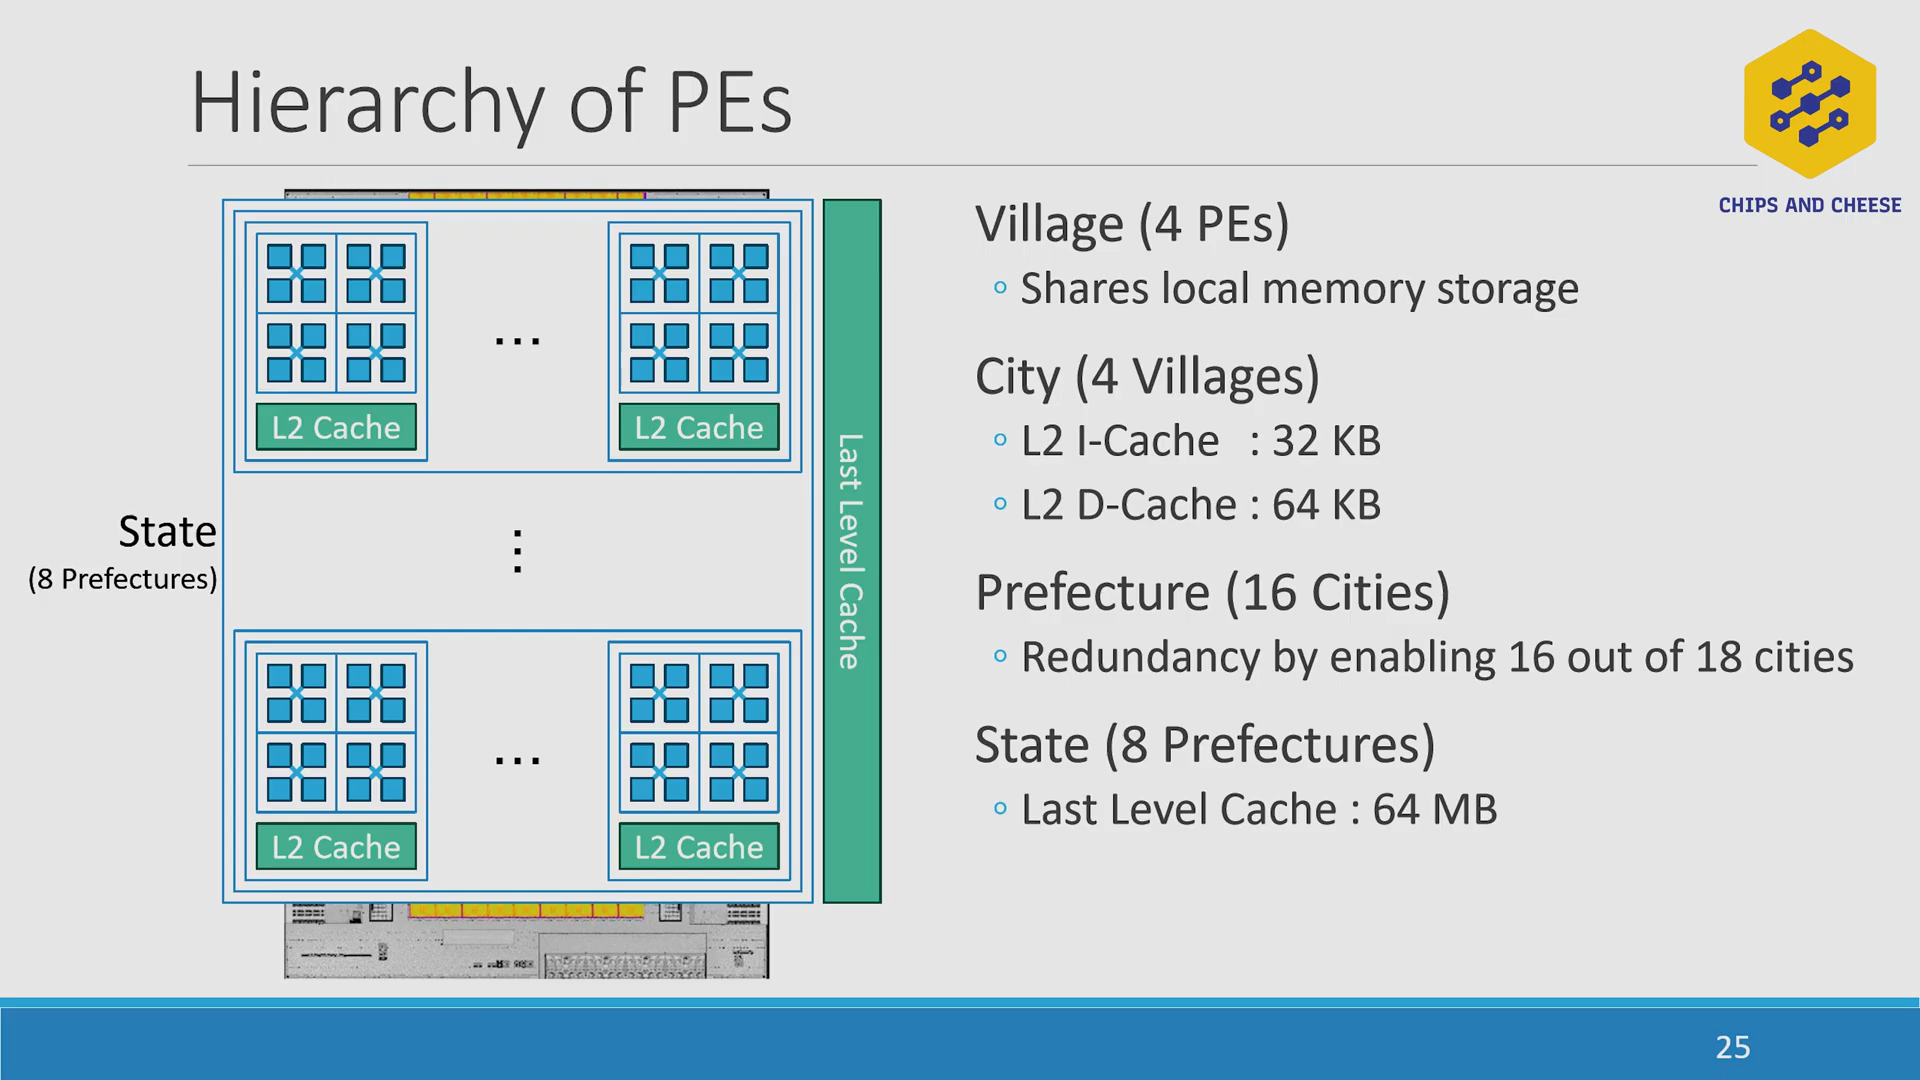 Hierarchy of PEs
CHIPS AND CHEESE
L2 Cache
...
L2 Cache
Last Level Cache
State
(8 Prefectures)
L2 Cache
...
L2 Cache
Village (4 PEs)
Shares local memory storage
City (4 Villages)
L2 I-Cache : 32 KB
L2 D-Cache : 64 KB
Prefecture (16 Cities)
Redundancy by enabling 16 out of 18 cities
State (8 Prefectures)
Last Level Cache : 64 MB
25